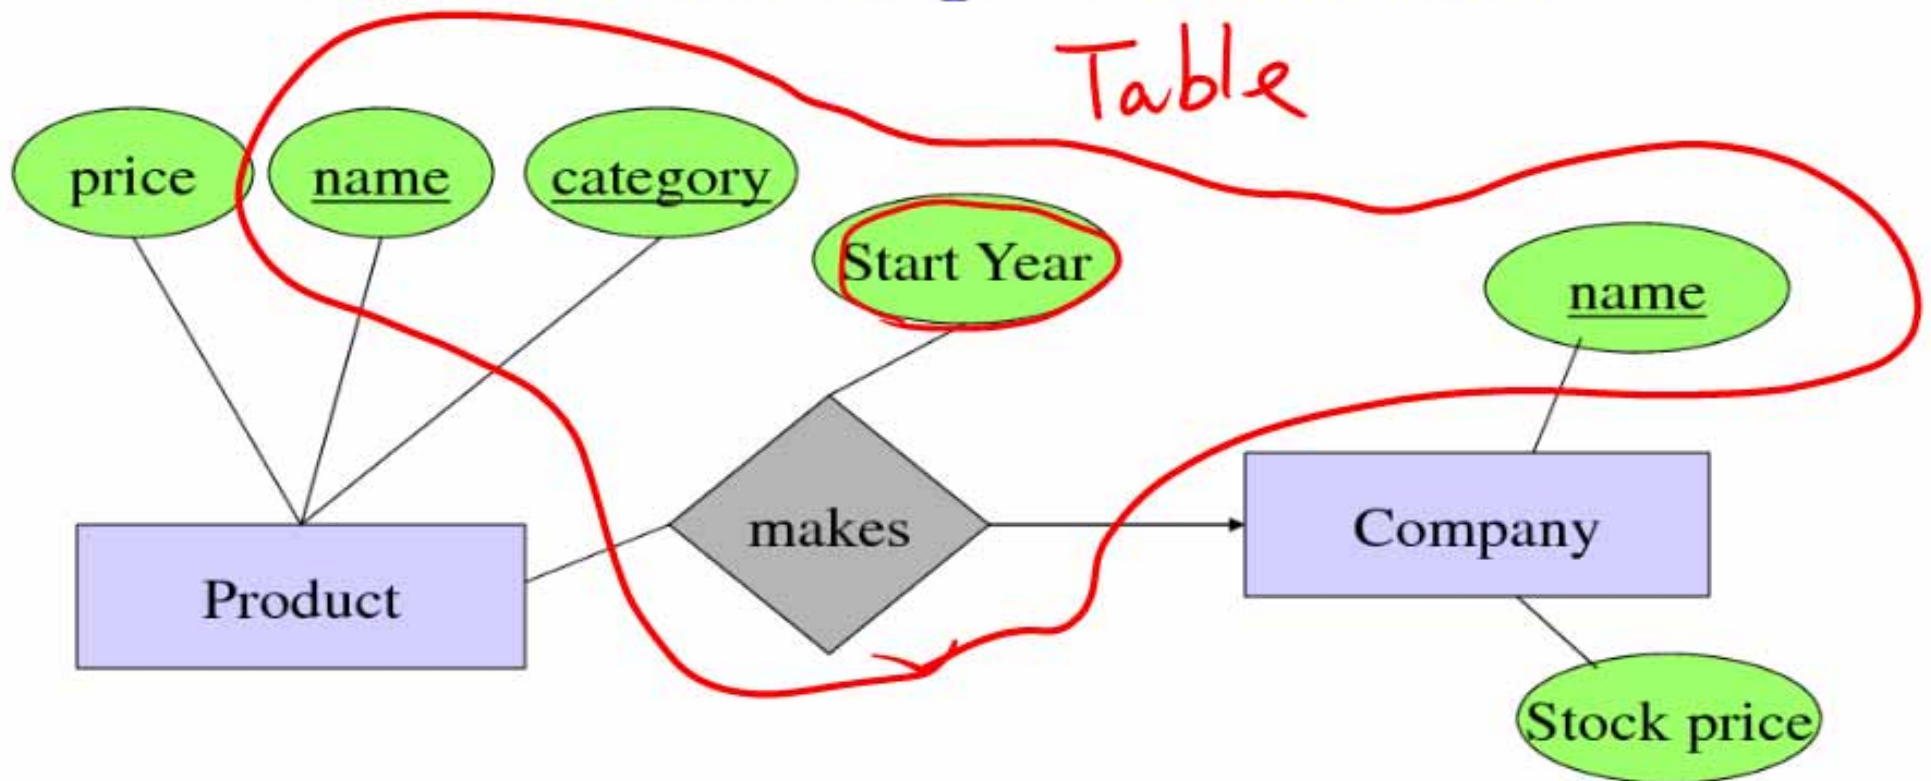 Table
price
name
category
Start Year
name
makes
Company
Product
Stock price